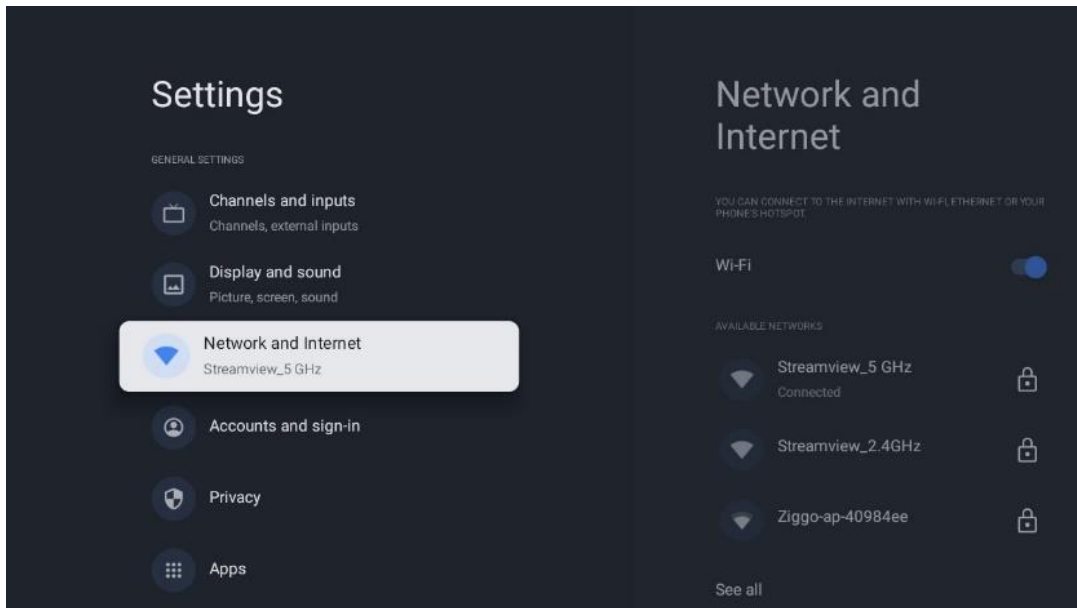 Settings
GENERAL SETTINGS
Channels and inputs
Channels, external inputs
Display and sound
Picture, screen, sound
Network and Internet
Streamview_5 GHz
Accounts and sign-in
Privacy
Apps
Network and
Internet
YOU CAN CONNECT TO THE INTERNET WITH WI-FI, ETHERNET OR YOUR
PHONE'S HOTSPOT.
Wi-Fi
AVAILABLE NETWORKS
Streamview_5 GHz
Connected
Streamview_2.4GHz
Ziggo-ap-40984ee
See all